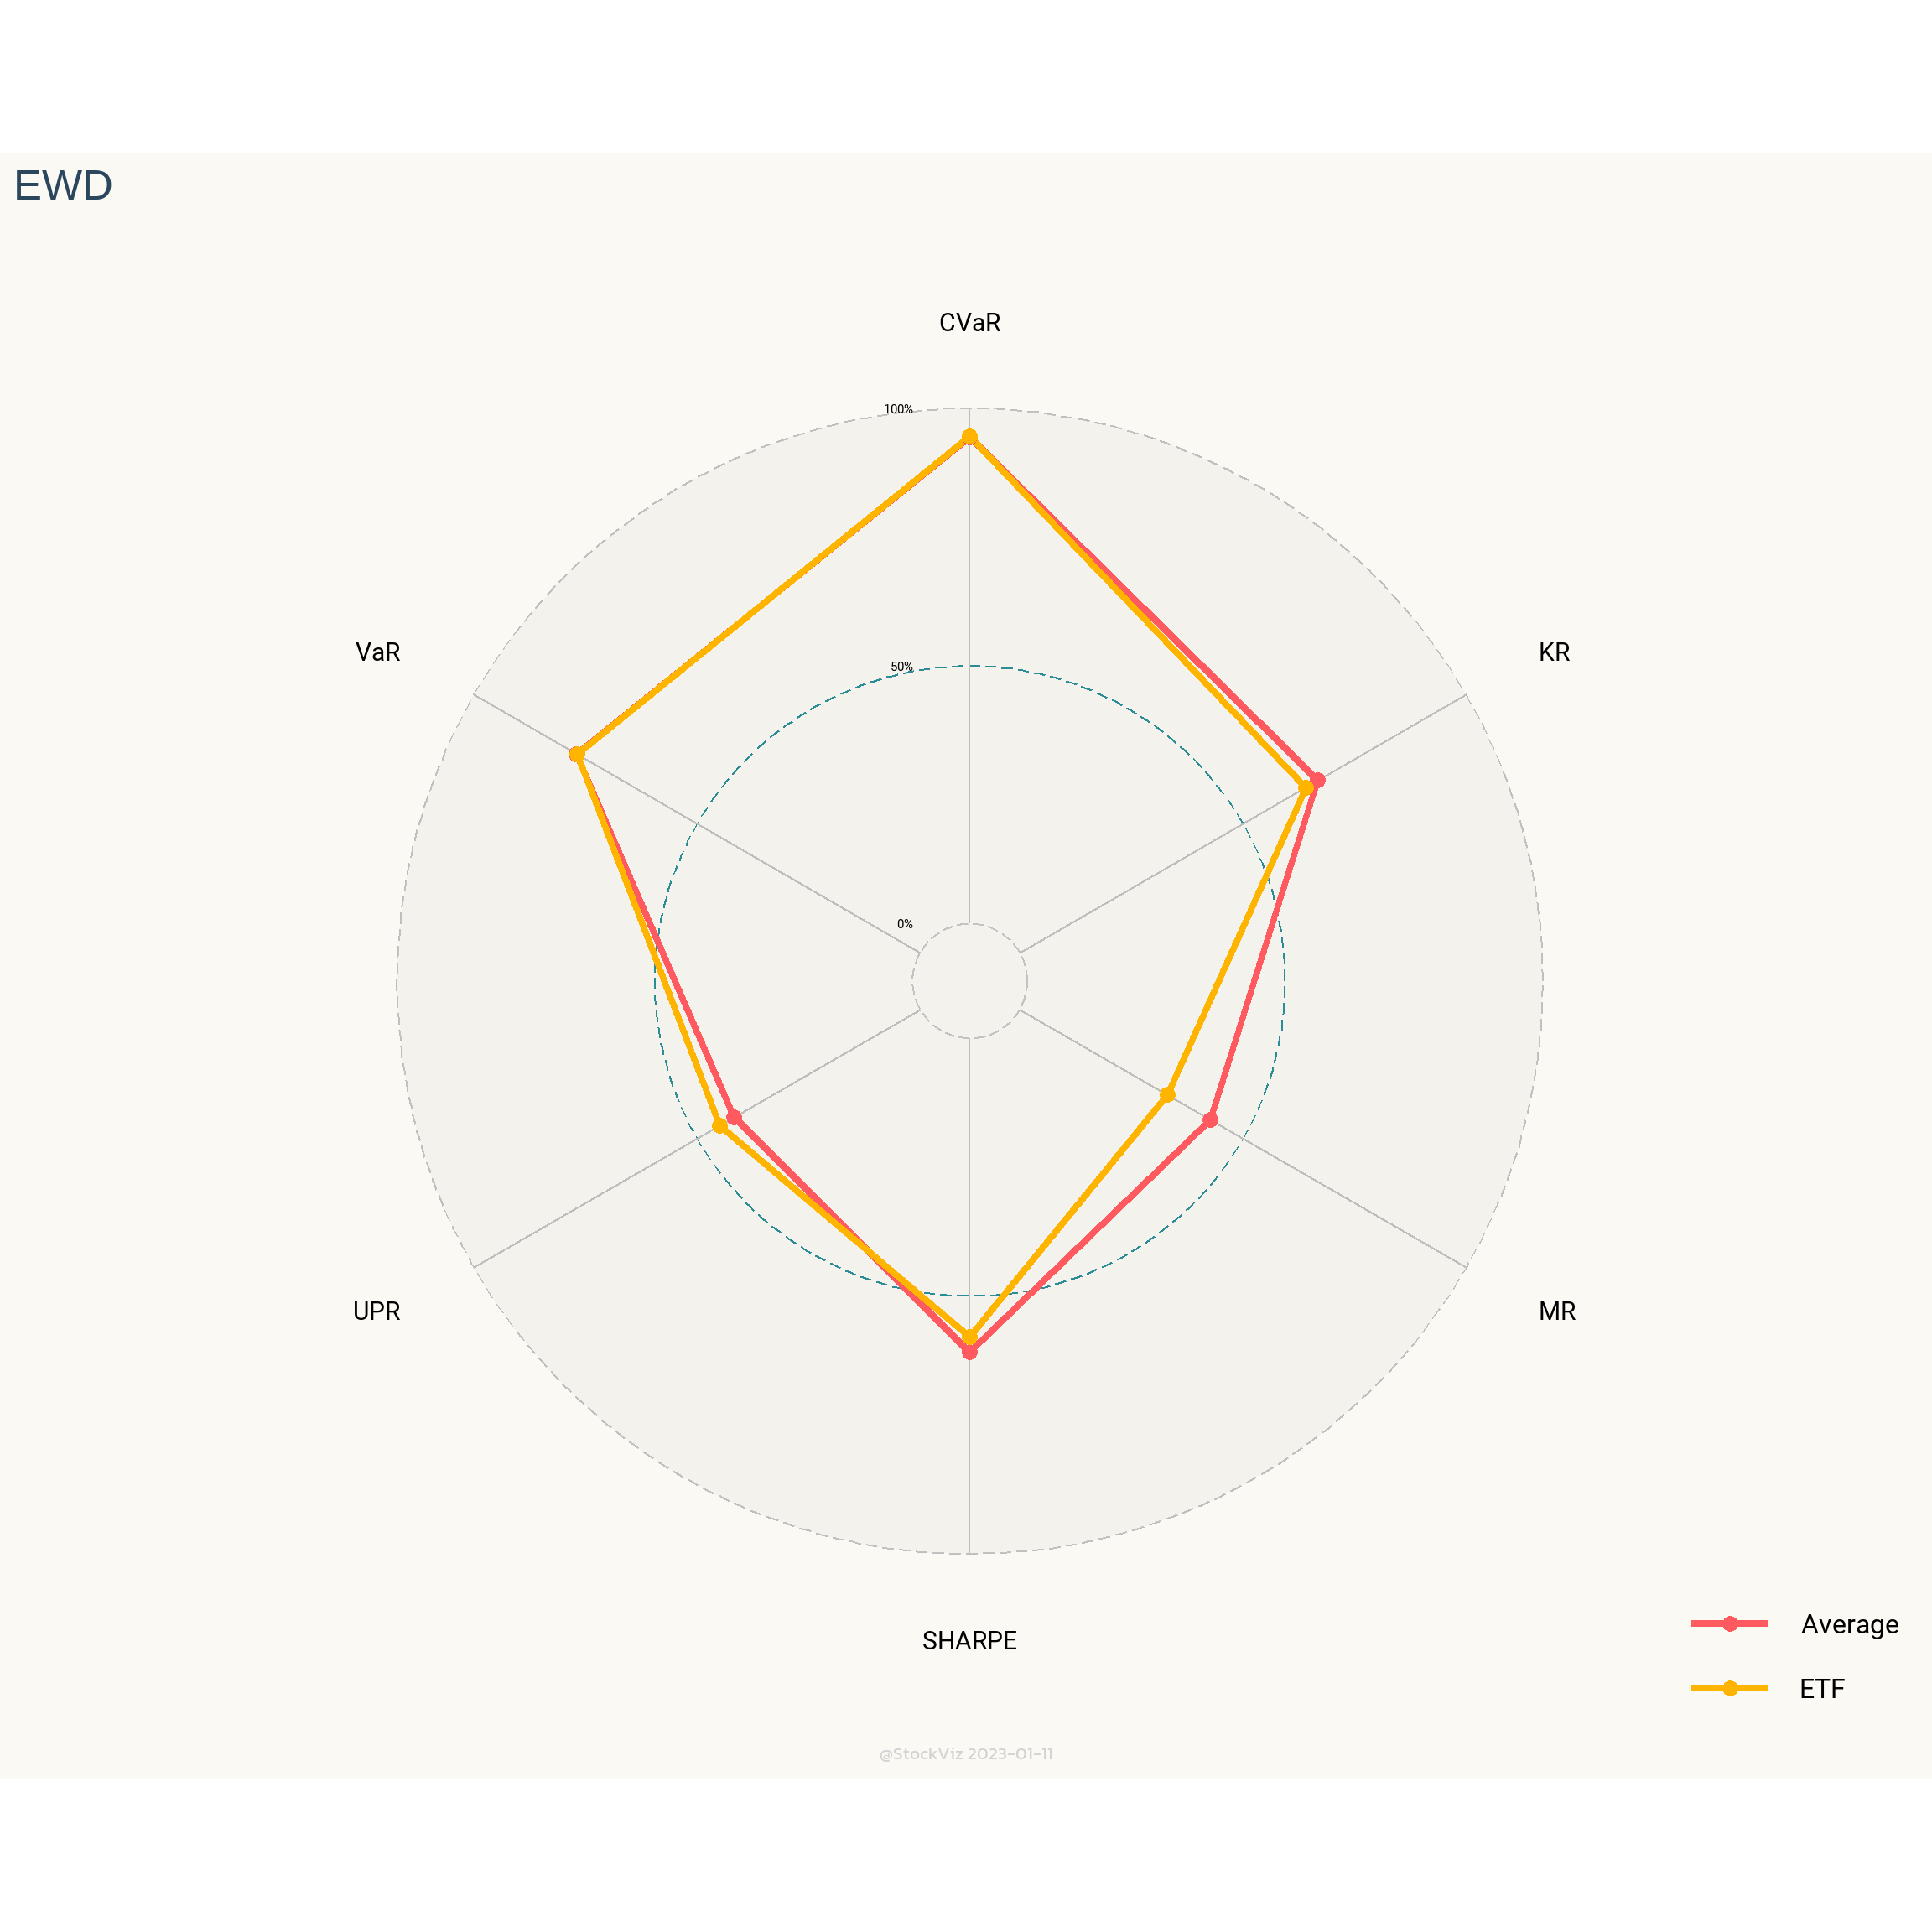 EWD
CVaR
100%
VaR
KR
50%
0%
UPR
MR
SHARPE
Average
ETF
@StockViz 2023-01-11